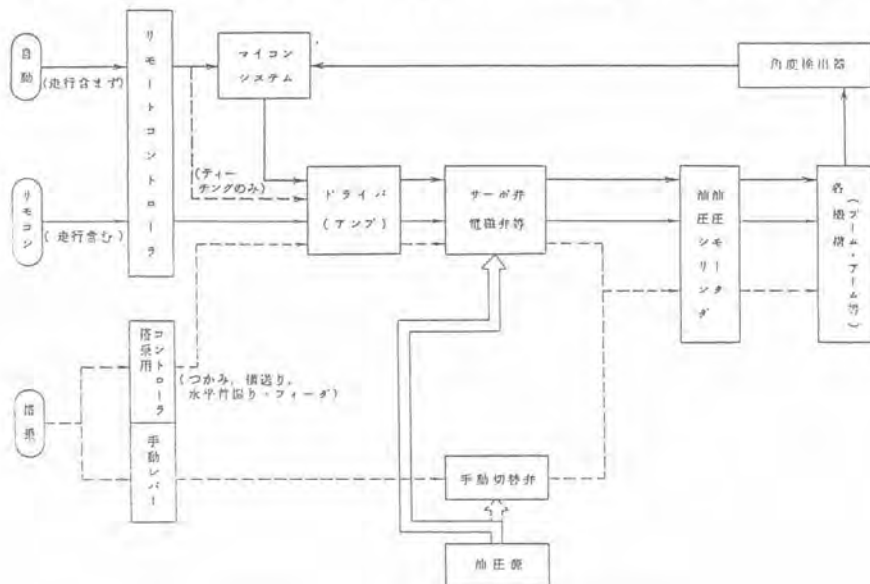 自動
(走行含まず)
リモートコントローラ
マイコン
システム
角度検出器
(ティー
チングのみ)
ドライバ
(アンプ)
サーボ弁
電磁弁等
油圧モータ
油圧シリンダ
各機構
(ブーム・アーム等)
リモコン
(走行含む)
搭乗用
コントローラ
(つかみ,横送り,
水平首振り・フィーダ)
搭乗
手動レバー
手動切替弁
油圧源